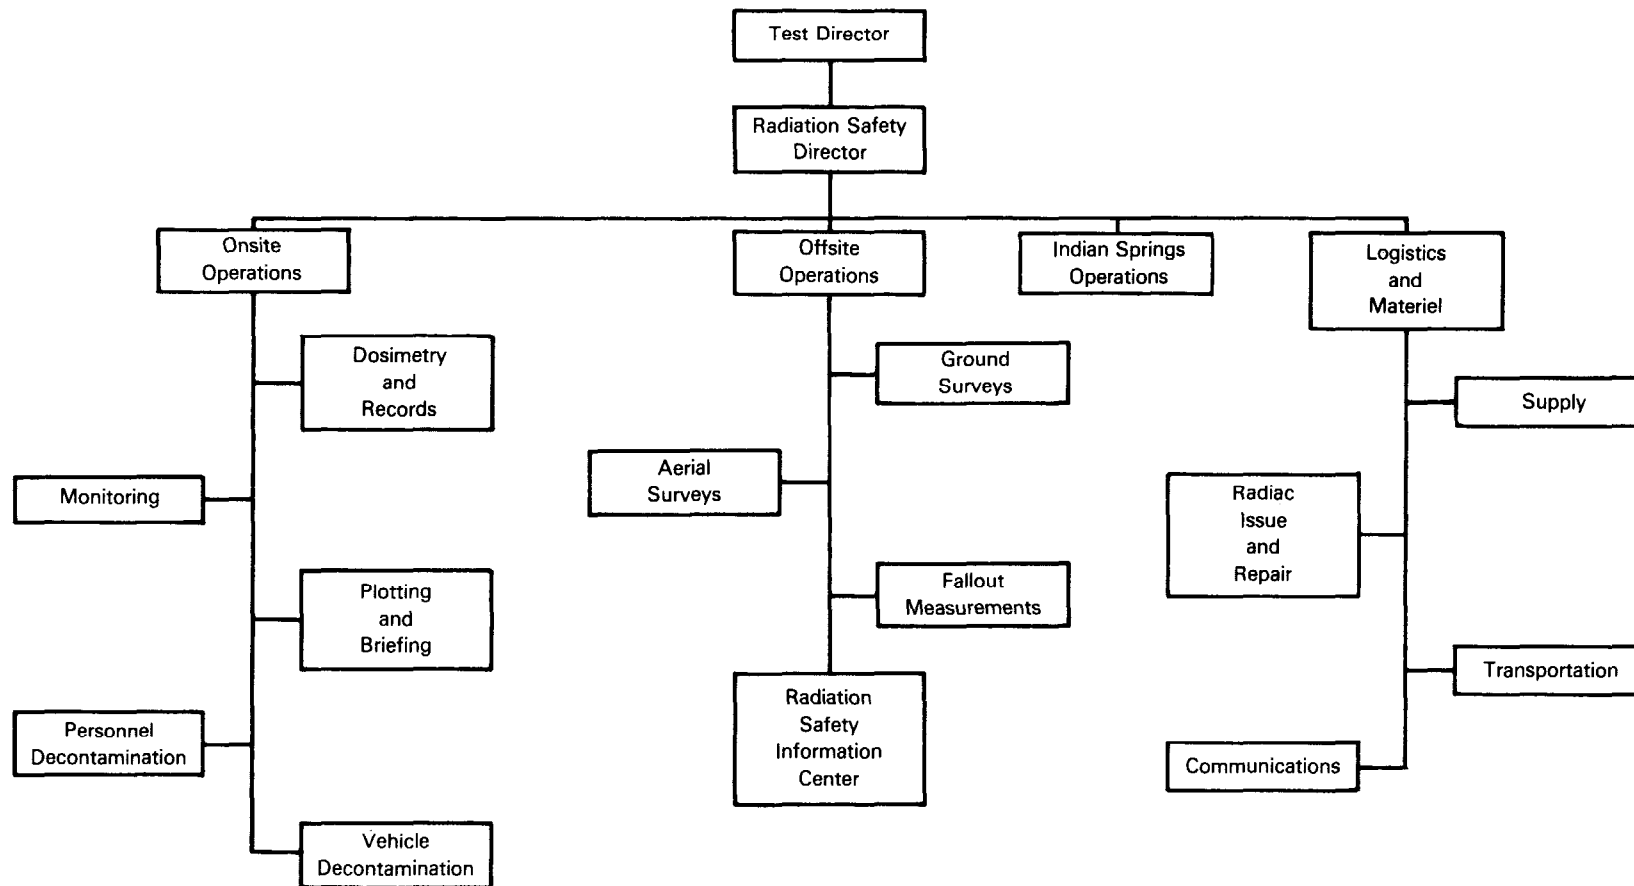 Test Director
Radiation Safety
Director
Onsite
Operations
Offsite
Operations
Indian Springs
Operations
Logistics
and
Materiel
Dosimetry
and
Records
Ground
Surveys
Supply
Monitoring
Aerial
Surveys
Radiac
Issue
and
Repair
Plotting
and
Briefing
Fallout
Measurements
Transportation
Personnel
Decontamination
Radiation
Safety
Information
Center
Communications
Vehicle
Decontamination